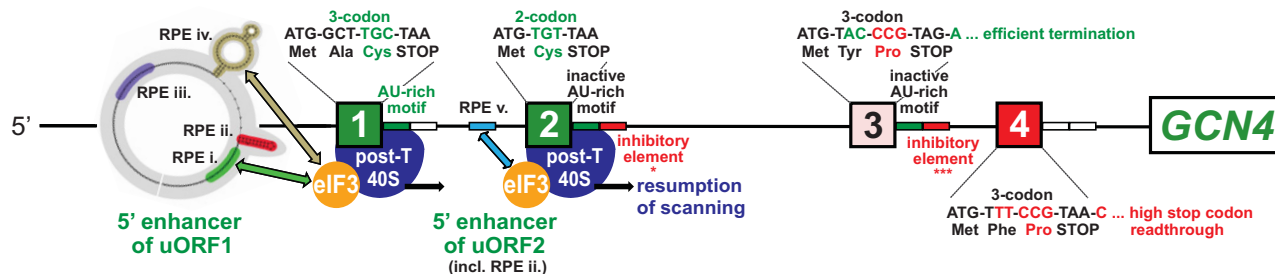 RPE iv.
RPE iii.
RPE ii.
RPE i.
5'
5' enhancer
of uORF1
3-codon
ATG-GCT-TGC-TAA
Met Ala Cys STOP
1
AU-rich
motif
post-T
40S
eIF3
RPE v.
5' enhancer
of uORF2
(incl. RPE ii.)
2-codon
ATG-TGT-TAA
Met Cys STOP
2
inactive
AU-rich
motif
inhibitory
element
*
post-T
40S
eIF3
resumption
of scanning
3-codon
ATG-TAC-CCG-TAG-A ... efficient termination
Met Tyr Pro STOP
3
inactive
AU-rich
motif
inhibitory
element
***
4
3-codon
ATG-TTT-CCG-TAA-C ... high stop codon
Met Phe Pro STOP readthrough
GCN4